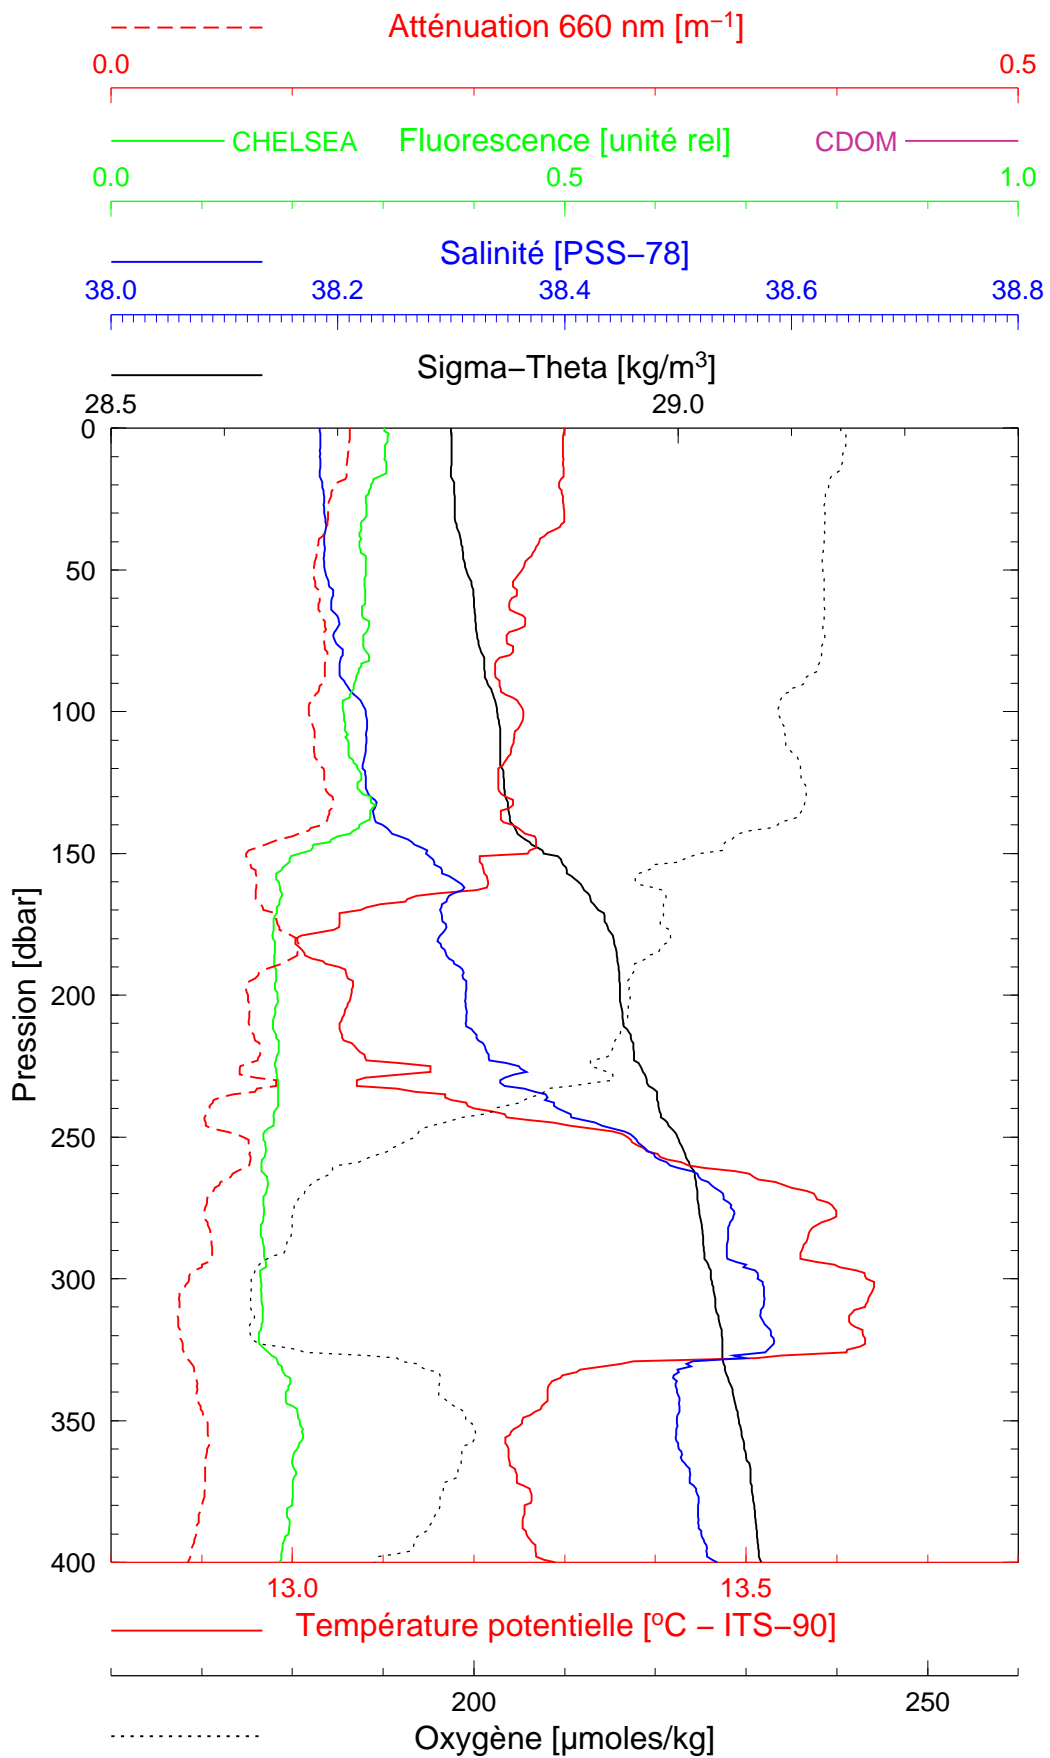 Atténuation 660 nm [m−1]
0.0 0.5
CHELSEA Fluorescence [unité rel] CDOM
0.0 0.5 1.0
Salinité [PSS−78]
38.0 38.2 38.4 38.6 38.8
Sigma−Theta [kg/m3]
28.5 29.0
0
50
100
150
200
250
300
350
400
Pression [dbar]
13.0 13.5
Température potentielle [ºC − ITS−90]
200 250
Oxygène [µmoles/kg]